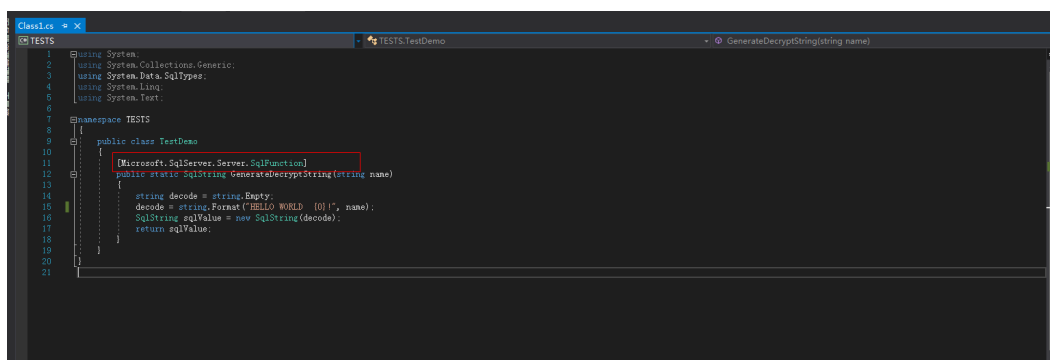 Class1.cs
TESTS TESTS.TestDemo GenerateDecryptString(string name)
1 using System;
2 using System.Collections.Generic;
3 using System.Data.SqlTypes;
4 using System.Linq;
5 using System.Text;
6
7 namespace TESTS
8 {
9 public class TestDemo
10 {
11 [Microsoft.SqlServer.Server.SqlFunction]
12 public static SqlString GenerateDecryptString(string name)
13 {
14 string decode = string.Empty;
15 decode = string.Format("HELLO WORLD {0}!", name);
16 SqlString sqlValue = new SqlString(decode);
17 return sqlValue;
18 }
19 }
20 }
21